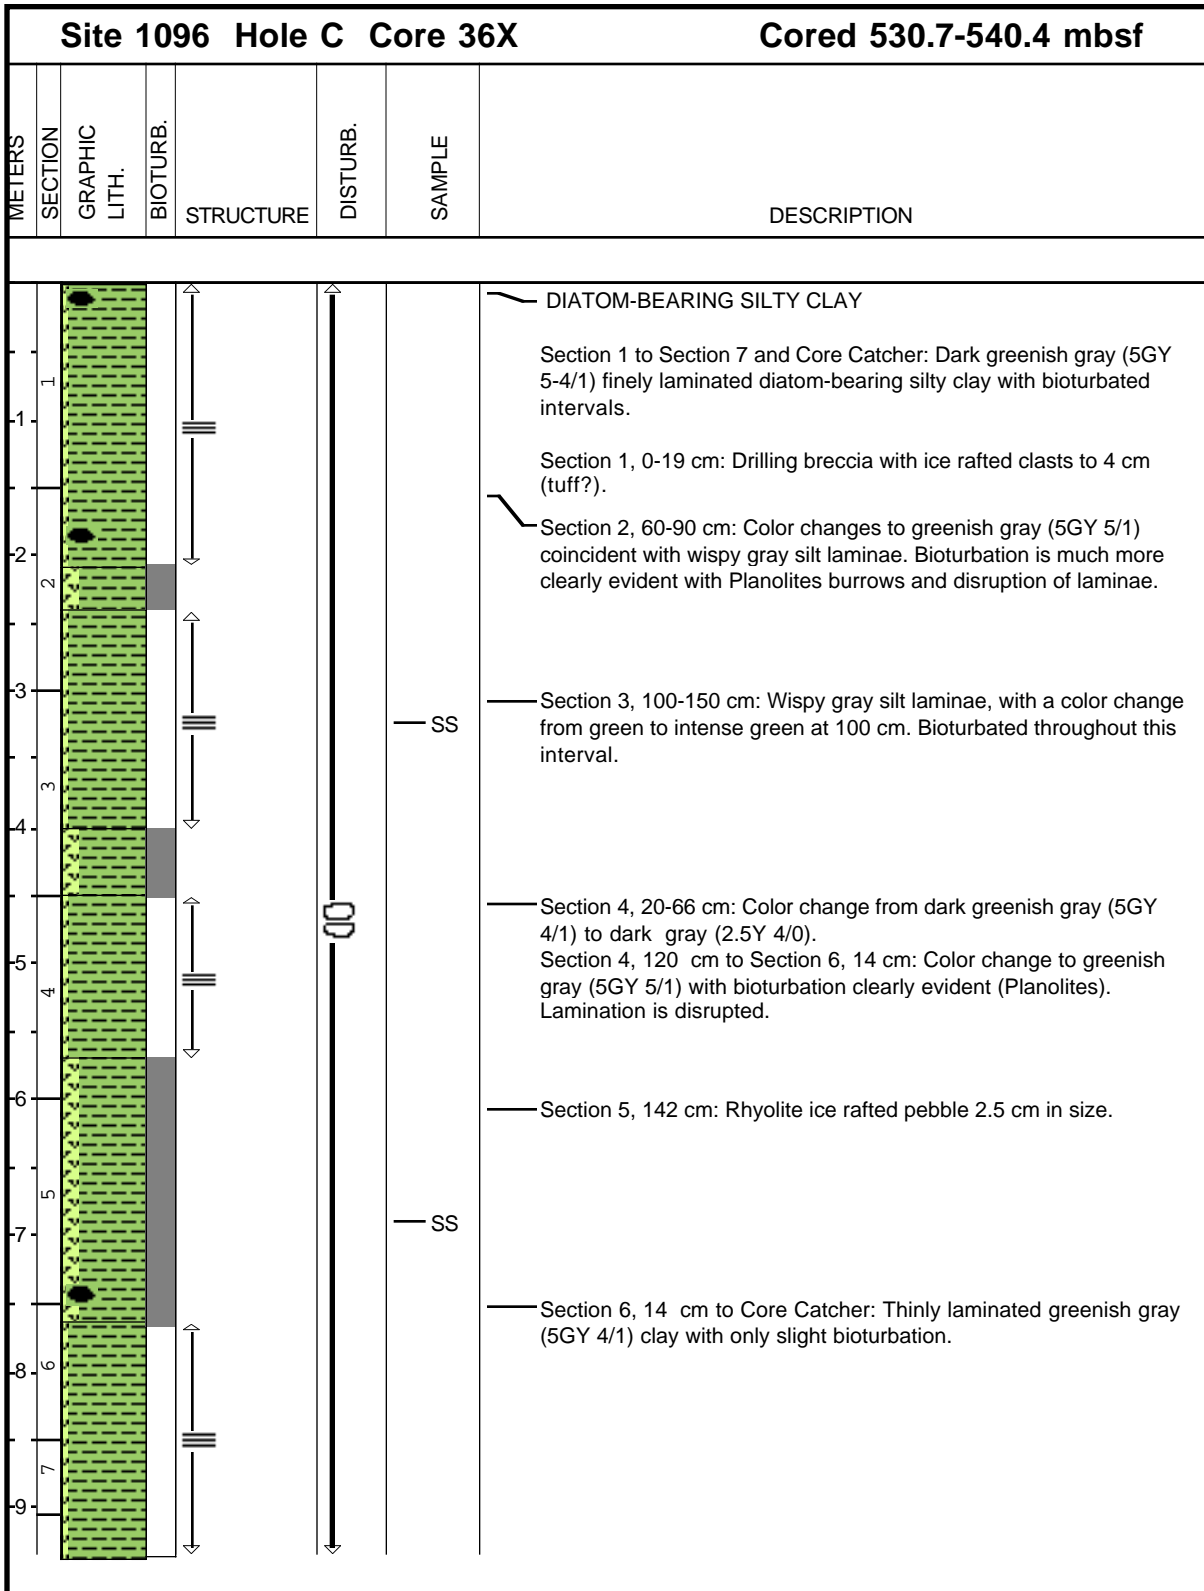 Site 1096 Hole C Core 36X Cored 530.7-540.4 mbsf
METERS
SECTION
GRAPHIC
LITH.
BIOTURB.
STRUCTURE
DISTURB.
SAMPLE
DESCRIPTION
DIATOM-BEARING SILTY CLAY
Section 1 to Section 7 and Core Catcher: Dark greenish gray (5GY
5-4/1) finely laminated diatom-bearing silty clay with bioturbated
intervals.
1
1
Section 1, 0-19 cm: Drilling breccia with ice rafted clasts to 4 cm
(tuff?).
Section 2, 60-90 cm: Color changes to greenish gray (5GY 5/1)
coincident with wispy gray silt laminae. Bioturbation is much more
clearly evident with Planolites burrows and disruption of laminae.
2
2
3
Section 3, 100-150 cm: Wispy gray silt laminae, with a color change
from green to intense green at 100 cm. Bioturbated throughout this
interval.
SS
3
4
Section 4, 20-66 cm: Color change from dark greenish gray (5GY
4/1) to dark gray (2.5Y 4/0).
Section 4, 120 cm to Section 6, 14 cm: Color change to greenish
gray (5GY 5/1) with bioturbation clearly evident (Planolites).
Lamination is disrupted.
5
4
6
Section 5, 142 cm: Rhyolite ice rafted pebble 2.5 cm in size.
5
SS
7
Section 6, 14 cm to Core Catcher: Thinly laminated greenish gray
(5GY 4/1) clay with only slight bioturbation.
6
8
7
9